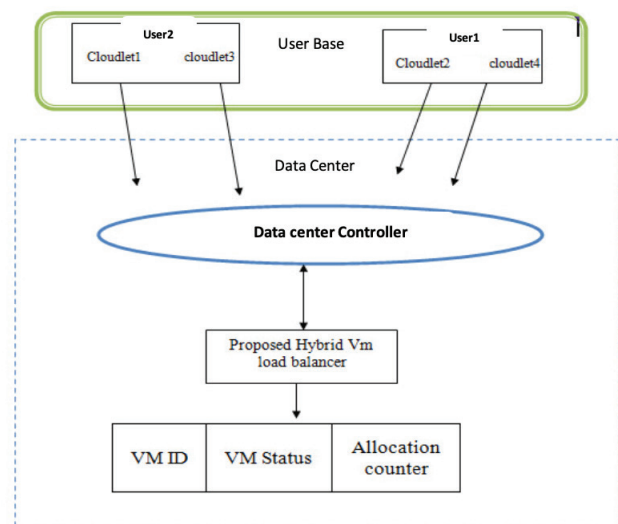 User2
User Base
User1
Cloudlet1 cloudlet3
Cloudlet2 cloudlet4
Data Center
Data center Controller
Proposed Hybrid Vm
load balancer
VM ID
VM Status
Allocation
counter